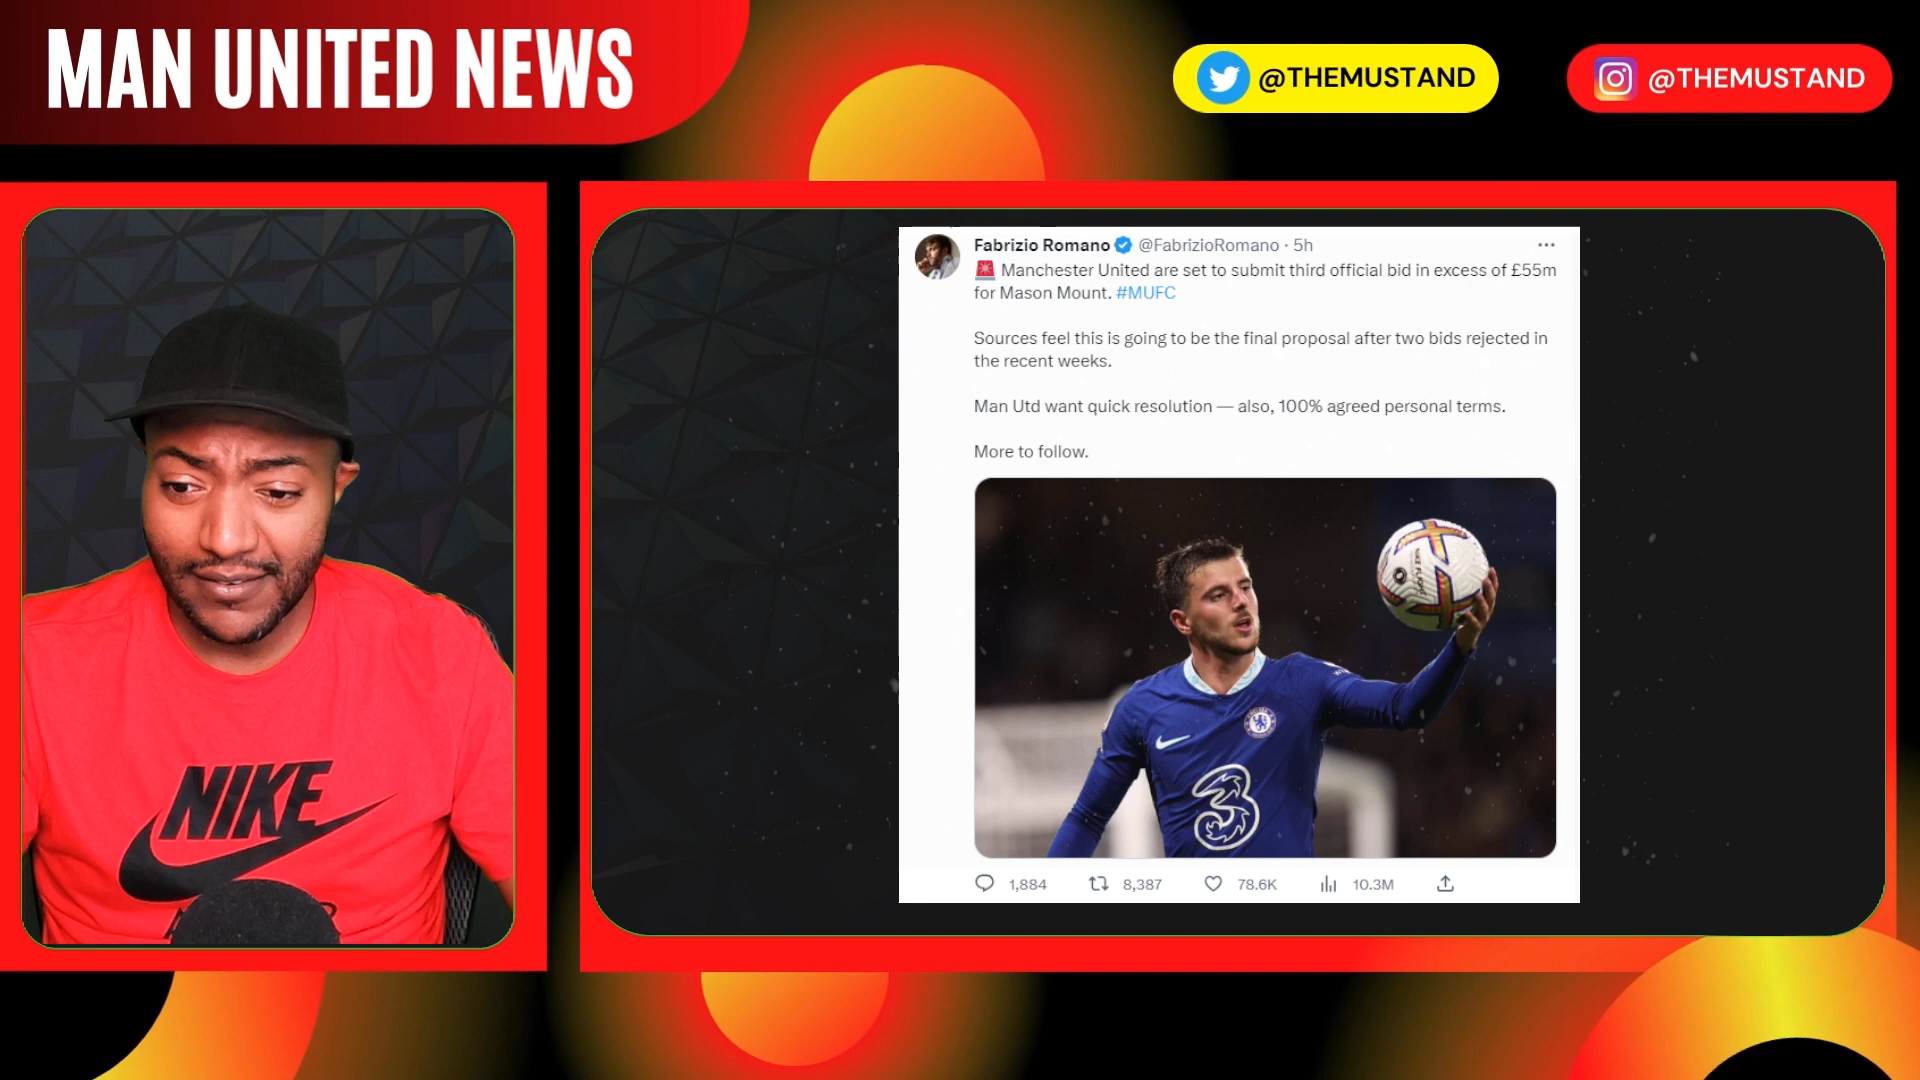 MAN UNITED NEWS
@THEMUSTAND
@THEMUSTAND
Fabrizio Romano @FabrizioRomano · 5h
🚨 Manchester United are set to submit third official bid in excess of £55m
for Mason Mount. #MUFC
Sources feel this is going to be the final proposal after two bids rejected in
the recent weeks.
Man Utd want quick resolution — also, 100% agreed personal terms.
More to follow.
3
1,884 8,387 78.6K 10.3M
NIKE